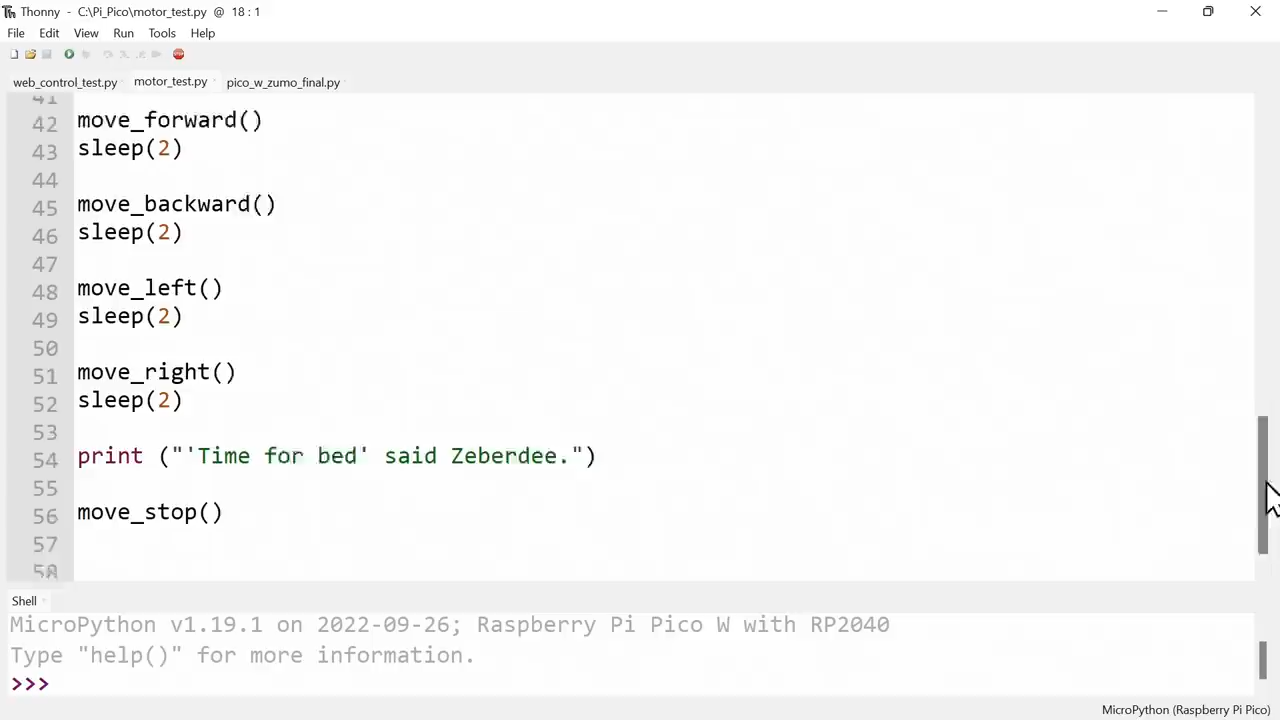 Thonny - C:\Pi_Pico\motor_test.py @ 18 : 1
File Edit View Run Tools Help
web_control_test.py motor_test.py pico_w_zumo_final.py
41
42 move_forward()
43 sleep(2)
44
45 move_backward()
46 sleep(2)
47
48 move_left()
49 sleep(2)
50
51 move_right()
52 sleep(2)
53
54 print ("'Time for bed' said Zeberdee.")
55
56 move_stop()
57
58
Shell
MicroPython v1.19.1 on 2022-09-26; Raspberry Pi Pico W with RP2040
Type "help()" for more information.
>>>
MicroPython (Raspberry Pi Pico)